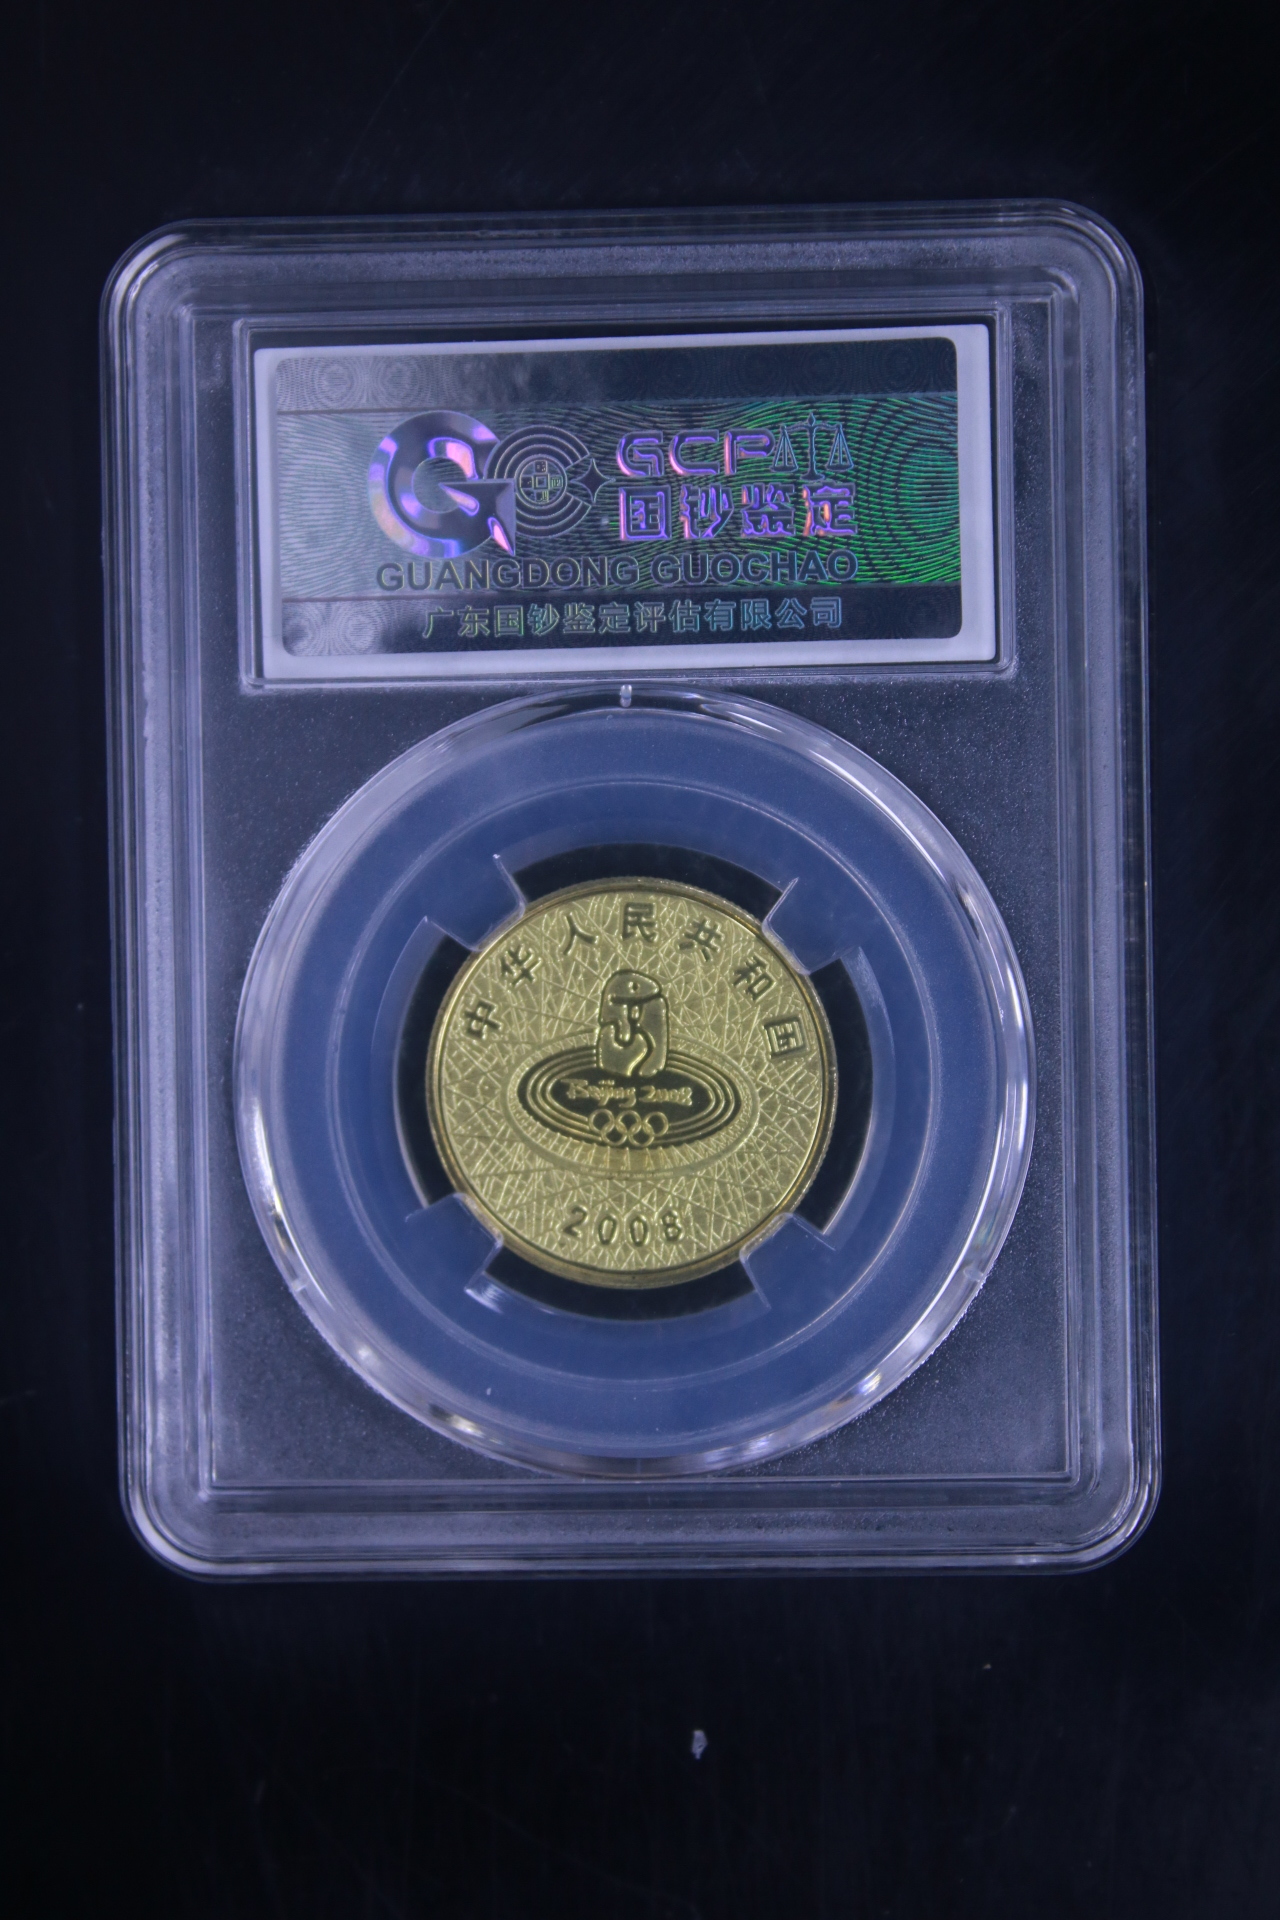 GCP
国钞鉴定
GUANGDONG GUOCHAO
广东国钞鉴定评估有限公司
中华人民共和国
Beijing 2008
2008